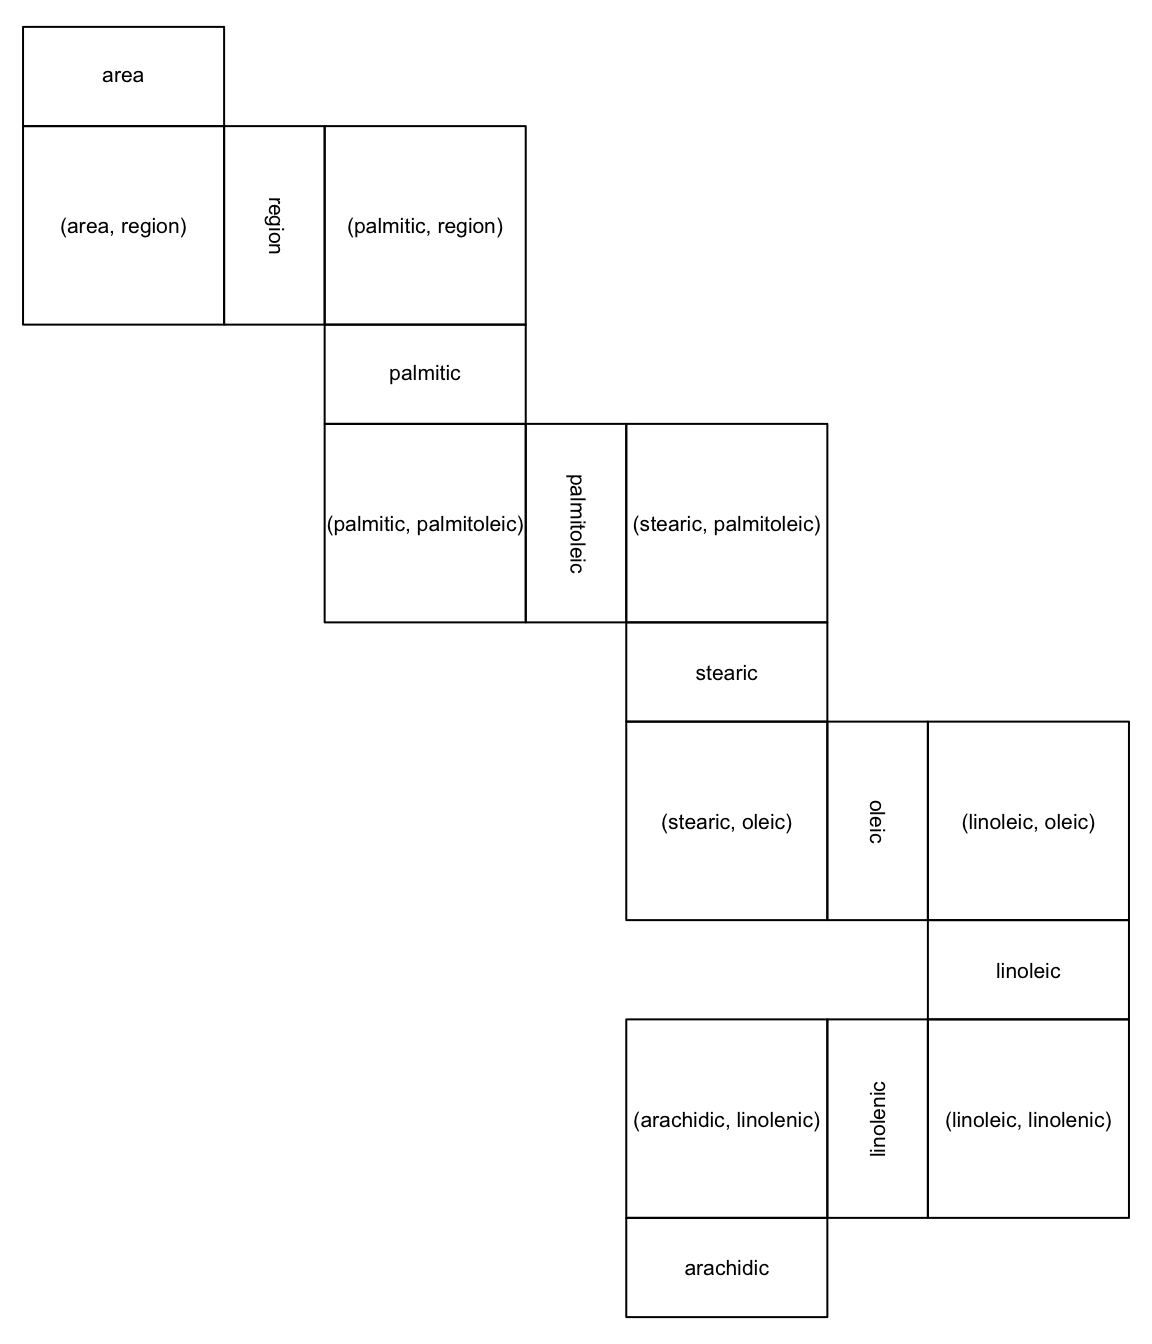 area
(area, region)
region
(palmitic, region)
palmitic
(palmitic, palmitoleic)
palmitoleic
(stearic, palmitoleic)
stearic
(stearic, oleic)
oleic
(linoleic, oleic)
linoleic
(arachidic, linolenic)
linolenic
(linoleic, linolenic)
arachidic